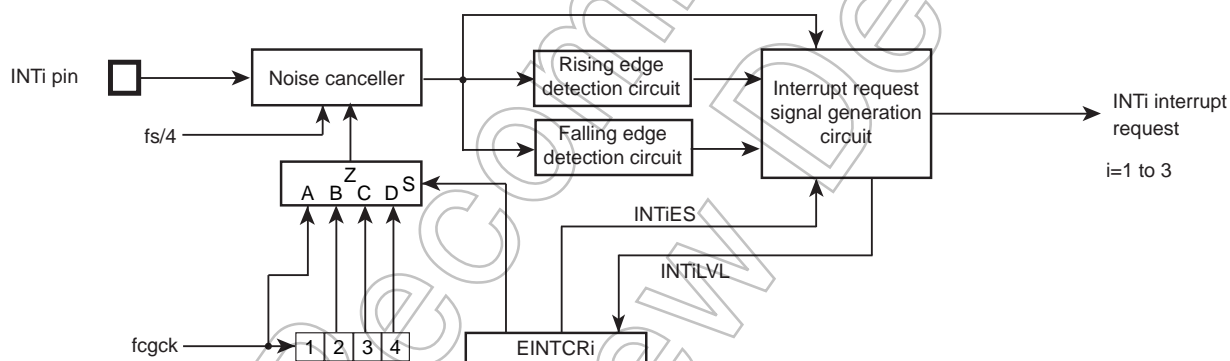 INTi pin
Noise canceller
Rising edge
detection circuit
Falling edge
detection circuit
Interrupt request
signal generation
circuit
INTi interrupt
request
i=1 to 3
fs/4
Z
S
A B C D
INTiES
INTiLVL
fcgck
1 2 3 4
EINTCRi